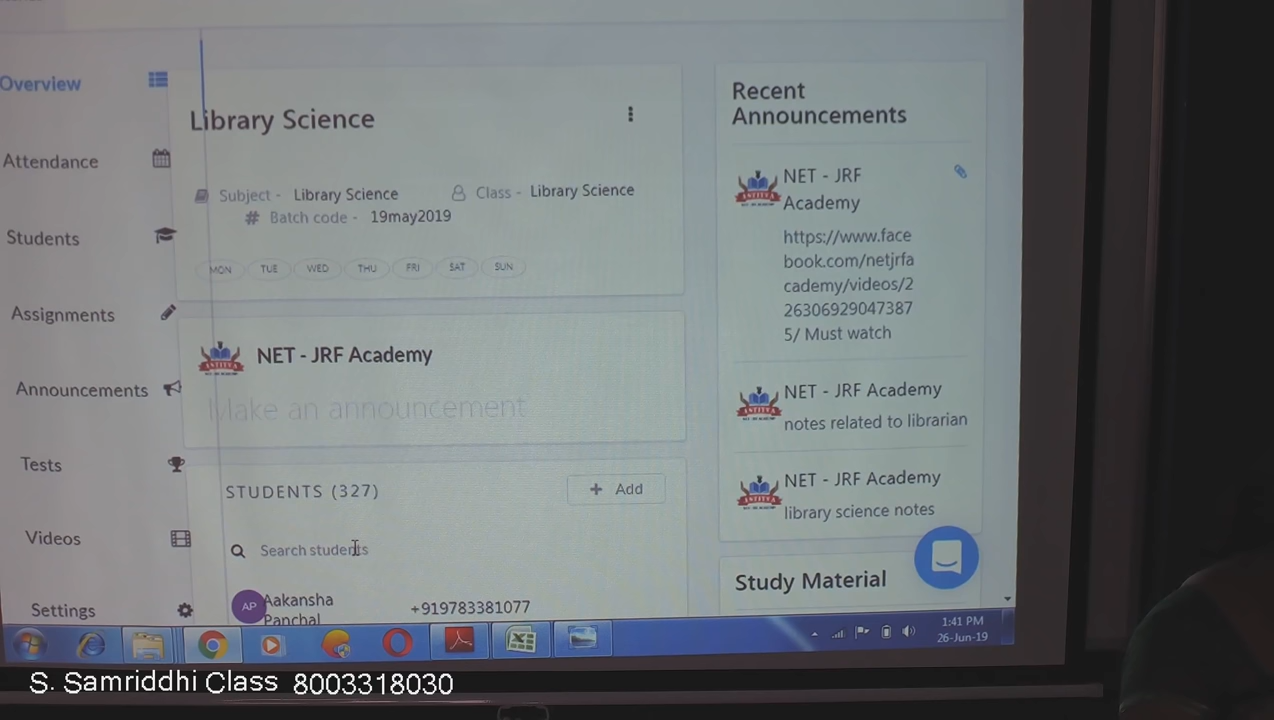 Overview
Attendance
Students
Assignments
Announcements
Tests
Videos
Settings
Library Science
Subject - Library Science
Class - Library Science
# Batch code - 19may2019
MON TUE WED THU FRI SAT SUN
NET - JRF Academy
Make an announcement
STUDENTS (327)
+ Add
Search students
AP
Aakansha
Panchal
+919783381077
Recent
Announcements
NET - JRF
Academy
https://www.face
book.com/netjrfa
cademy/videos/2
26306929047387
5/ Must watch
NET - JRF Academy
notes related to librarian
NET - JRF Academy
library science notes
Study Material
1:41 PM
26-Jun-19
S. Samriddhi Class 8003318030